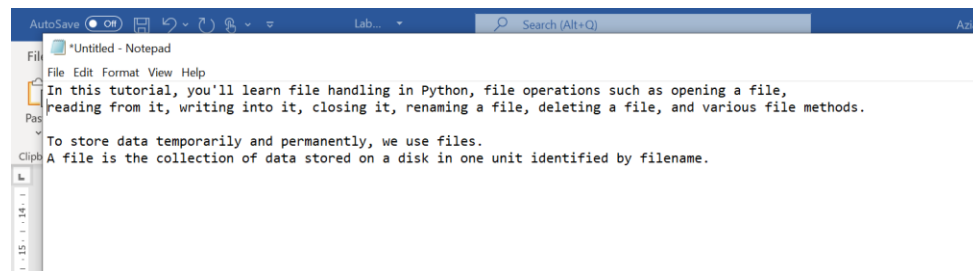 AutoSave Off Lab... Search (Alt+Q)
*Untitled - Notepad
File Edit Format View Help
In this tutorial, you'll learn file handling in Python, file operations such as opening a file,
reading from it, writing into it, closing it, renaming a file, deleting a file, and various file methods.
To store data temporarily and permanently, we use files.
A file is the collection of data stored on a disk in one unit identified by filename.
14
15